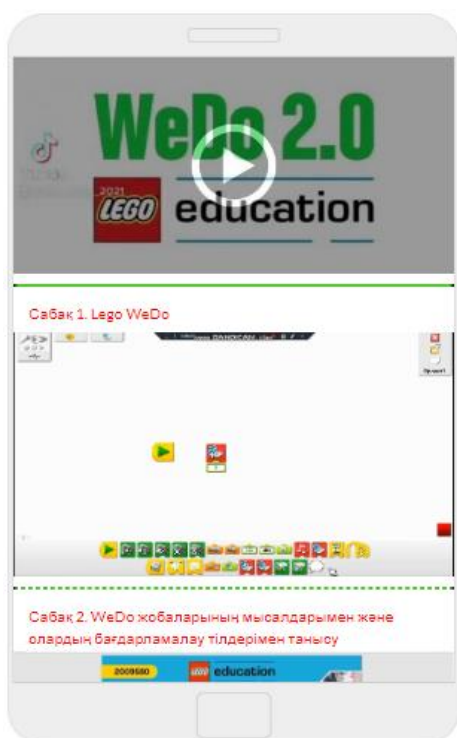 WeDo 2.0
2021
LEGO education
Сабақ 1. Lego WeDo
Сабақ 2. WeDo жобаларының мысалдарымен және
олардың бағдарламалау тілдерімен танысу
2009580 LEGO education